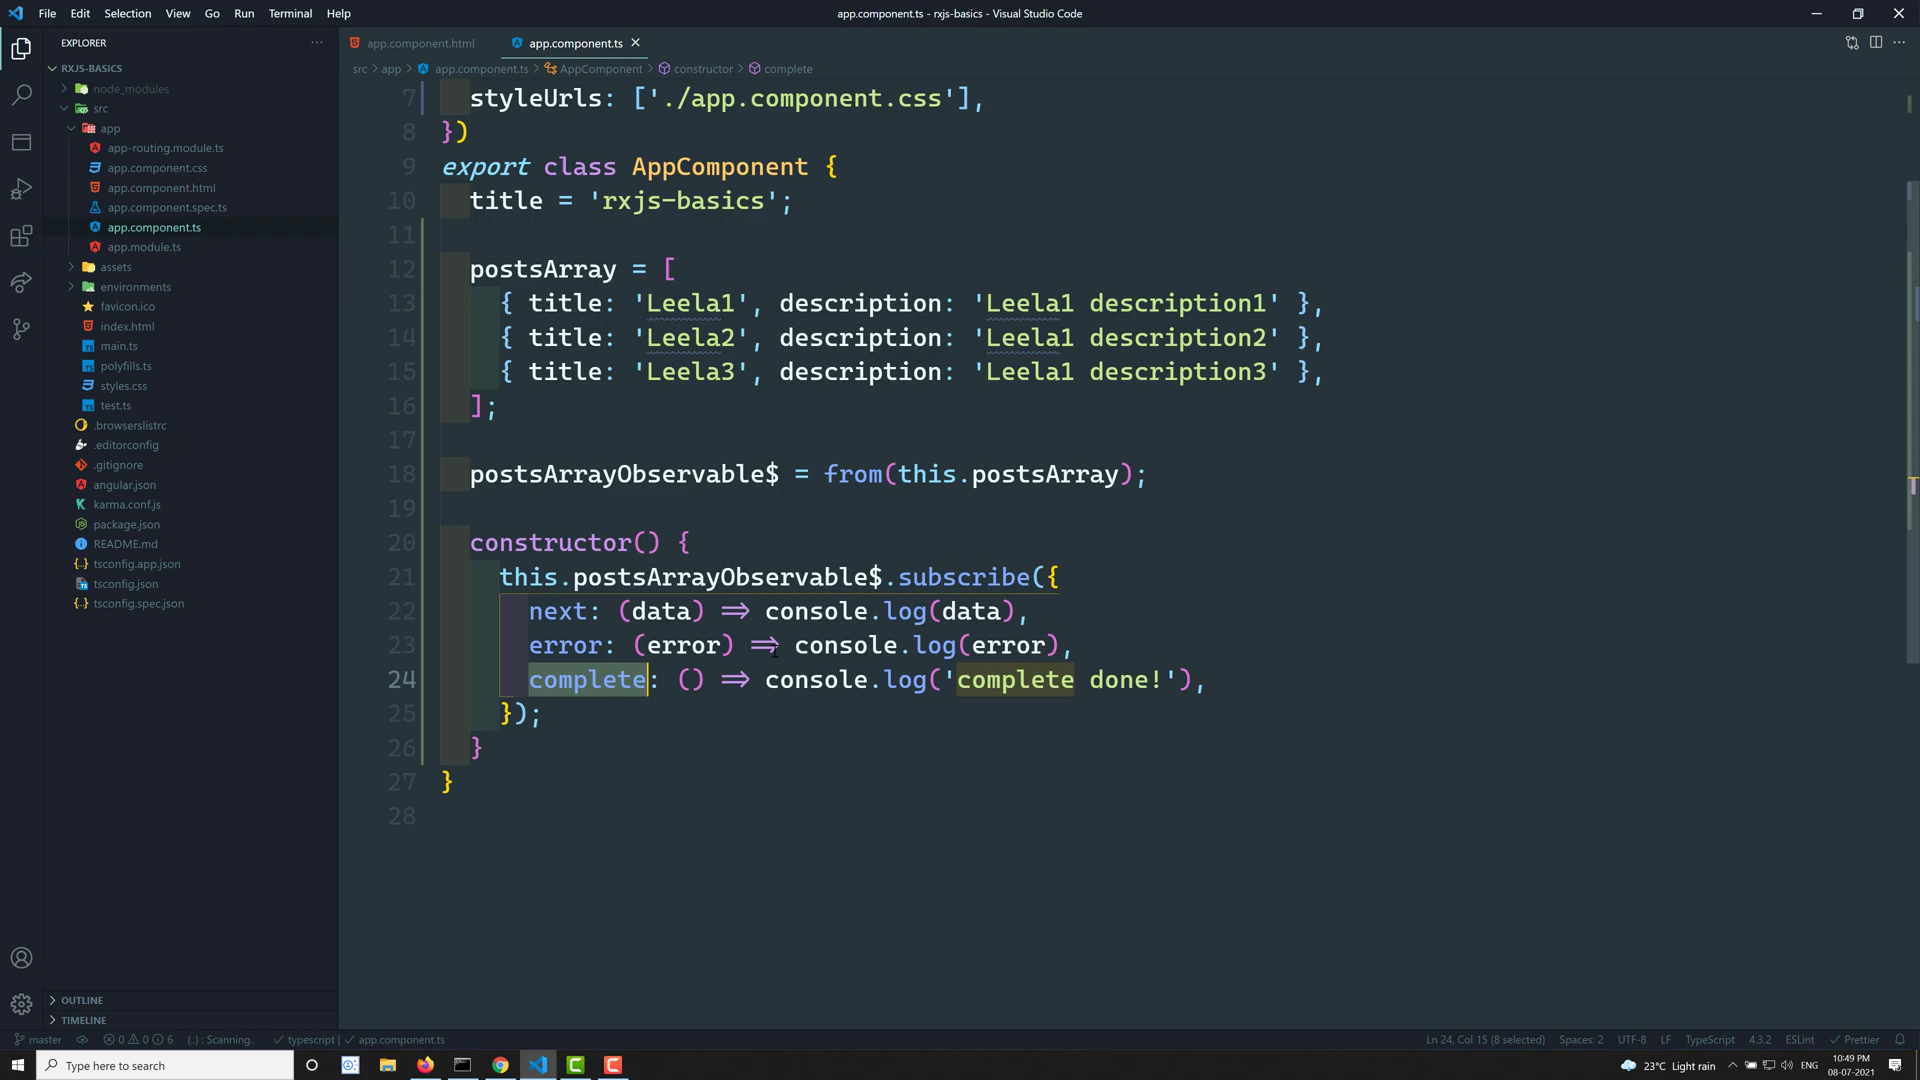 File Edit Selection View Go Run Terminal Help
app.component.ts - rxjs-basics - Visual Studio Code
EXPLORER
app.component.html
app.component.ts
RXJS-BASICS
src > app > app.component.ts > AppComponent > constructor > complete
node_modules
src
app
app-routing.module.ts
app.component.css
app.component.html
app.component.spec.ts
app.component.ts
app.module.ts
assets
environments
favicon.ico
index.html
main.ts
polyfills.ts
styles.css
test.ts
.browserslistrc
.editorconfig
.gitignore
angular.json
karma.conf.js
package.json
README.md
tsconfig.app.json
tsconfig.json
tsconfig.spec.json
OUTLINE
TIMELINE
7 styleUrls: ['./app.component.css'],
8 })
9 export class AppComponent {
10 title = 'rxjs-basics';
11
12 postsArray = [
13 { title: 'Leela1', description: 'Leela1 description1' },
14 { title: 'Leela2', description: 'Leela1 description2' },
15 { title: 'Leela3', description: 'Leela1 description3' },
16 ];
17
18 postsArrayObservable$ = from(this.postsArray);
19
20 constructor() {
21 this.postsArrayObservable$.subscribe({
22 next: (data) => console.log(data),
23 error: (error) => console.log(error),
24 complete: () => console.log('complete done!'),
25 });
26 }
27 }
28
master 0 0 6 {..} : Scanning.. ✓ typescript | ✓ app.component.ts
Ln 24, Col 15 (8 selected) Spaces: 2 UTF-8 LF TypeScript 4.3.2 ESLint ✓ Prettier
Type here to search
23°C Light rain
ENG
10:49 PM
08-07-2021